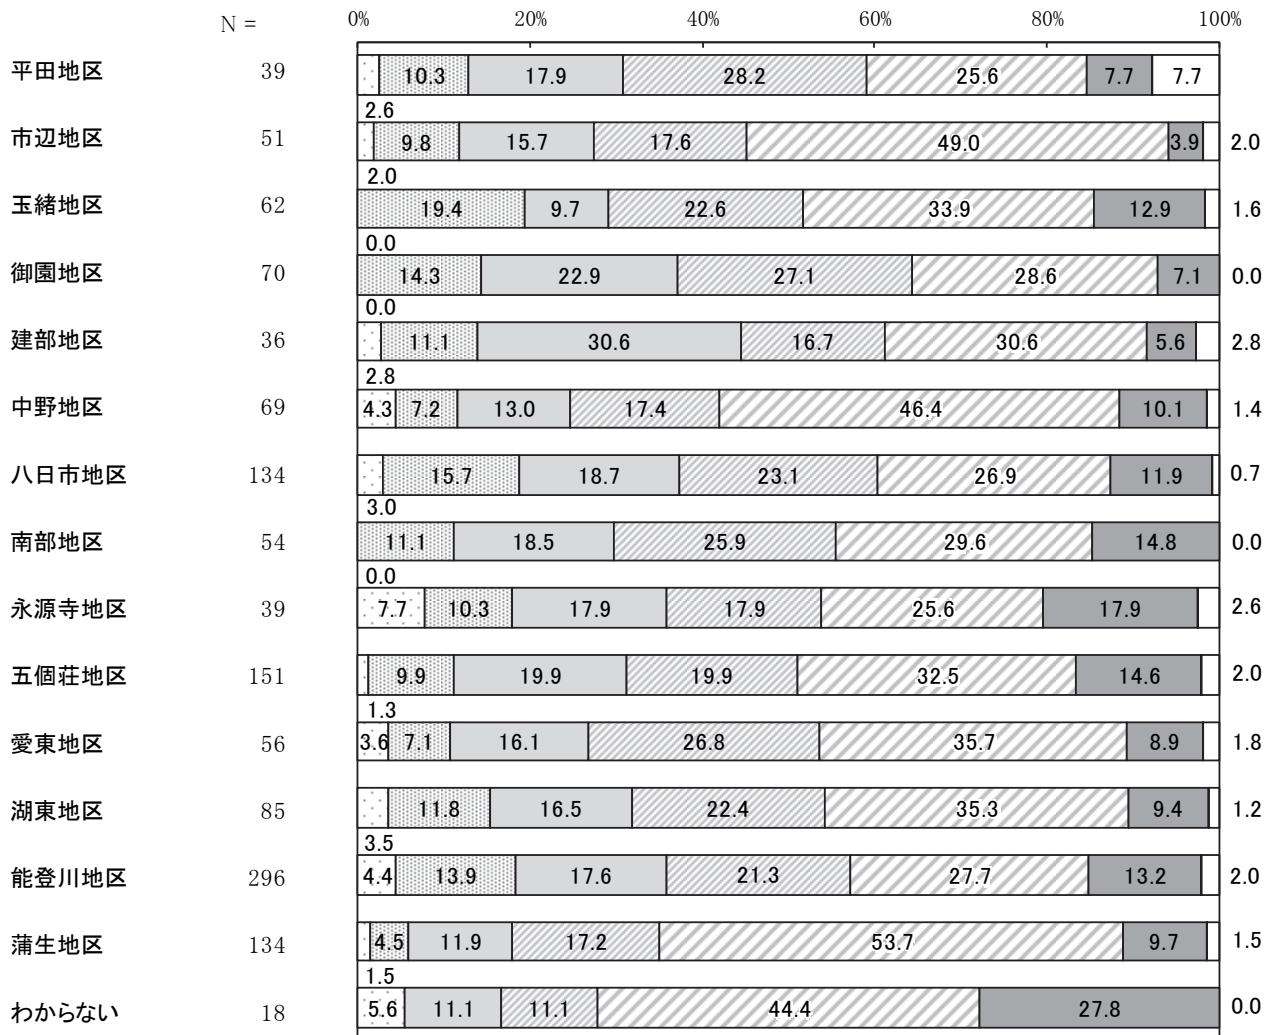 N = 0% 20% 40% 60% 80% 100%
平田地区 39 10.3 17.9 28.2 25.6 7.7 7.7
2.6
市辺地区 51 9.8 15.7 17.6 49.0 3.9 2.0
2.0
玉緒地区 62 19.4 9.7 22.6 33.9 12.9 1.6
0.0
御園地区 70 14.3 22.9 27.1 28.6 7.1 0.0
0.0
建部地区 36 11.1 30.6 16.7 30.6 5.6 2.8
2.8
中野地区 69 4.3 7.2 13.0 17.4 46.4 10.1 1.4
八日市地区 134 15.7 18.7 23.1 26.9 11.9 0.7
3.0
南部地区 54 11.1 18.5 25.9 29.6 14.8 0.0
0.0
永源寺地区 39 7.7 10.3 17.9 17.9 25.6 17.9 2.6
五個荘地区 151 9.9 19.9 19.9 32.5 14.6 2.0
1.3
愛東地区 56 3.6 7.1 16.1 26.8 35.7 8.9 1.8
湖東地区 85 11.8 16.5 22.4 35.3 9.4 1.2
3.5
能登川地区 296 4.4 13.9 17.6 21.3 27.7 13.2 2.0
蒲生地区 134 4.5 11.9 17.2 53.7 9.7 1.5
1.5
わからない 18 5.6 11.1 11.1 44.4 27.8 0.0